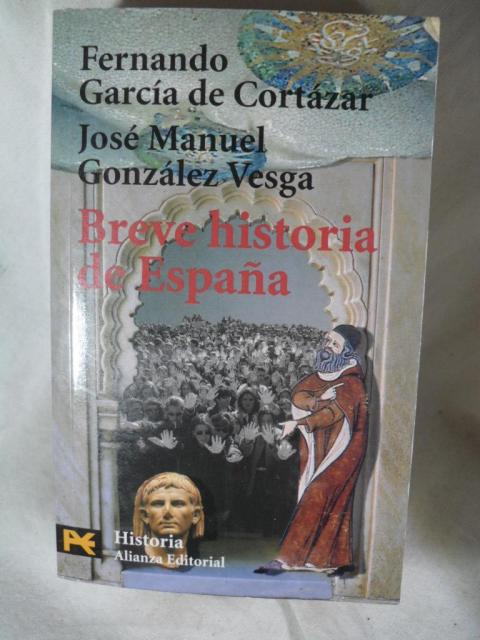 Fernando
García de Cortázar
José Manuel
González Vesga
Breve historia
de España
Historia
Alianza Editorial